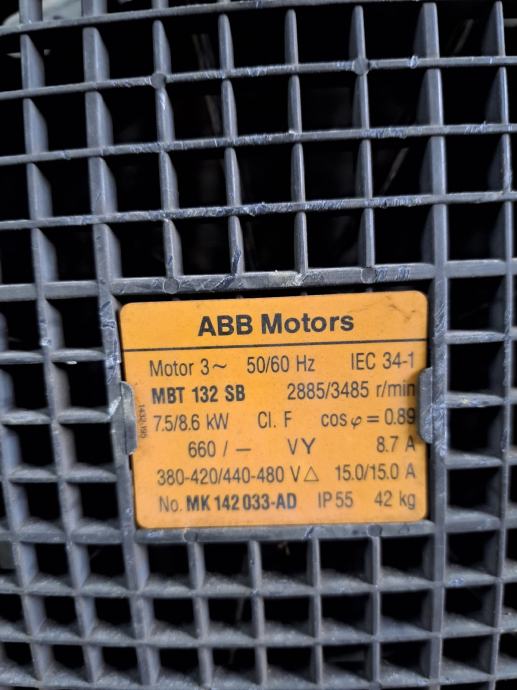 ABB Motors
Motor 3~ 50/60 Hz IEC 34-1
MBT 132 SB 2885/3485 r/min
7.5/8.6 kW Cl. F cos φ = 0.89
660 / — V Y 8.7 A
380-420/440-480 V △ 15.0/15.0 A
No. MK 142 033-AD IP 55 42 kg